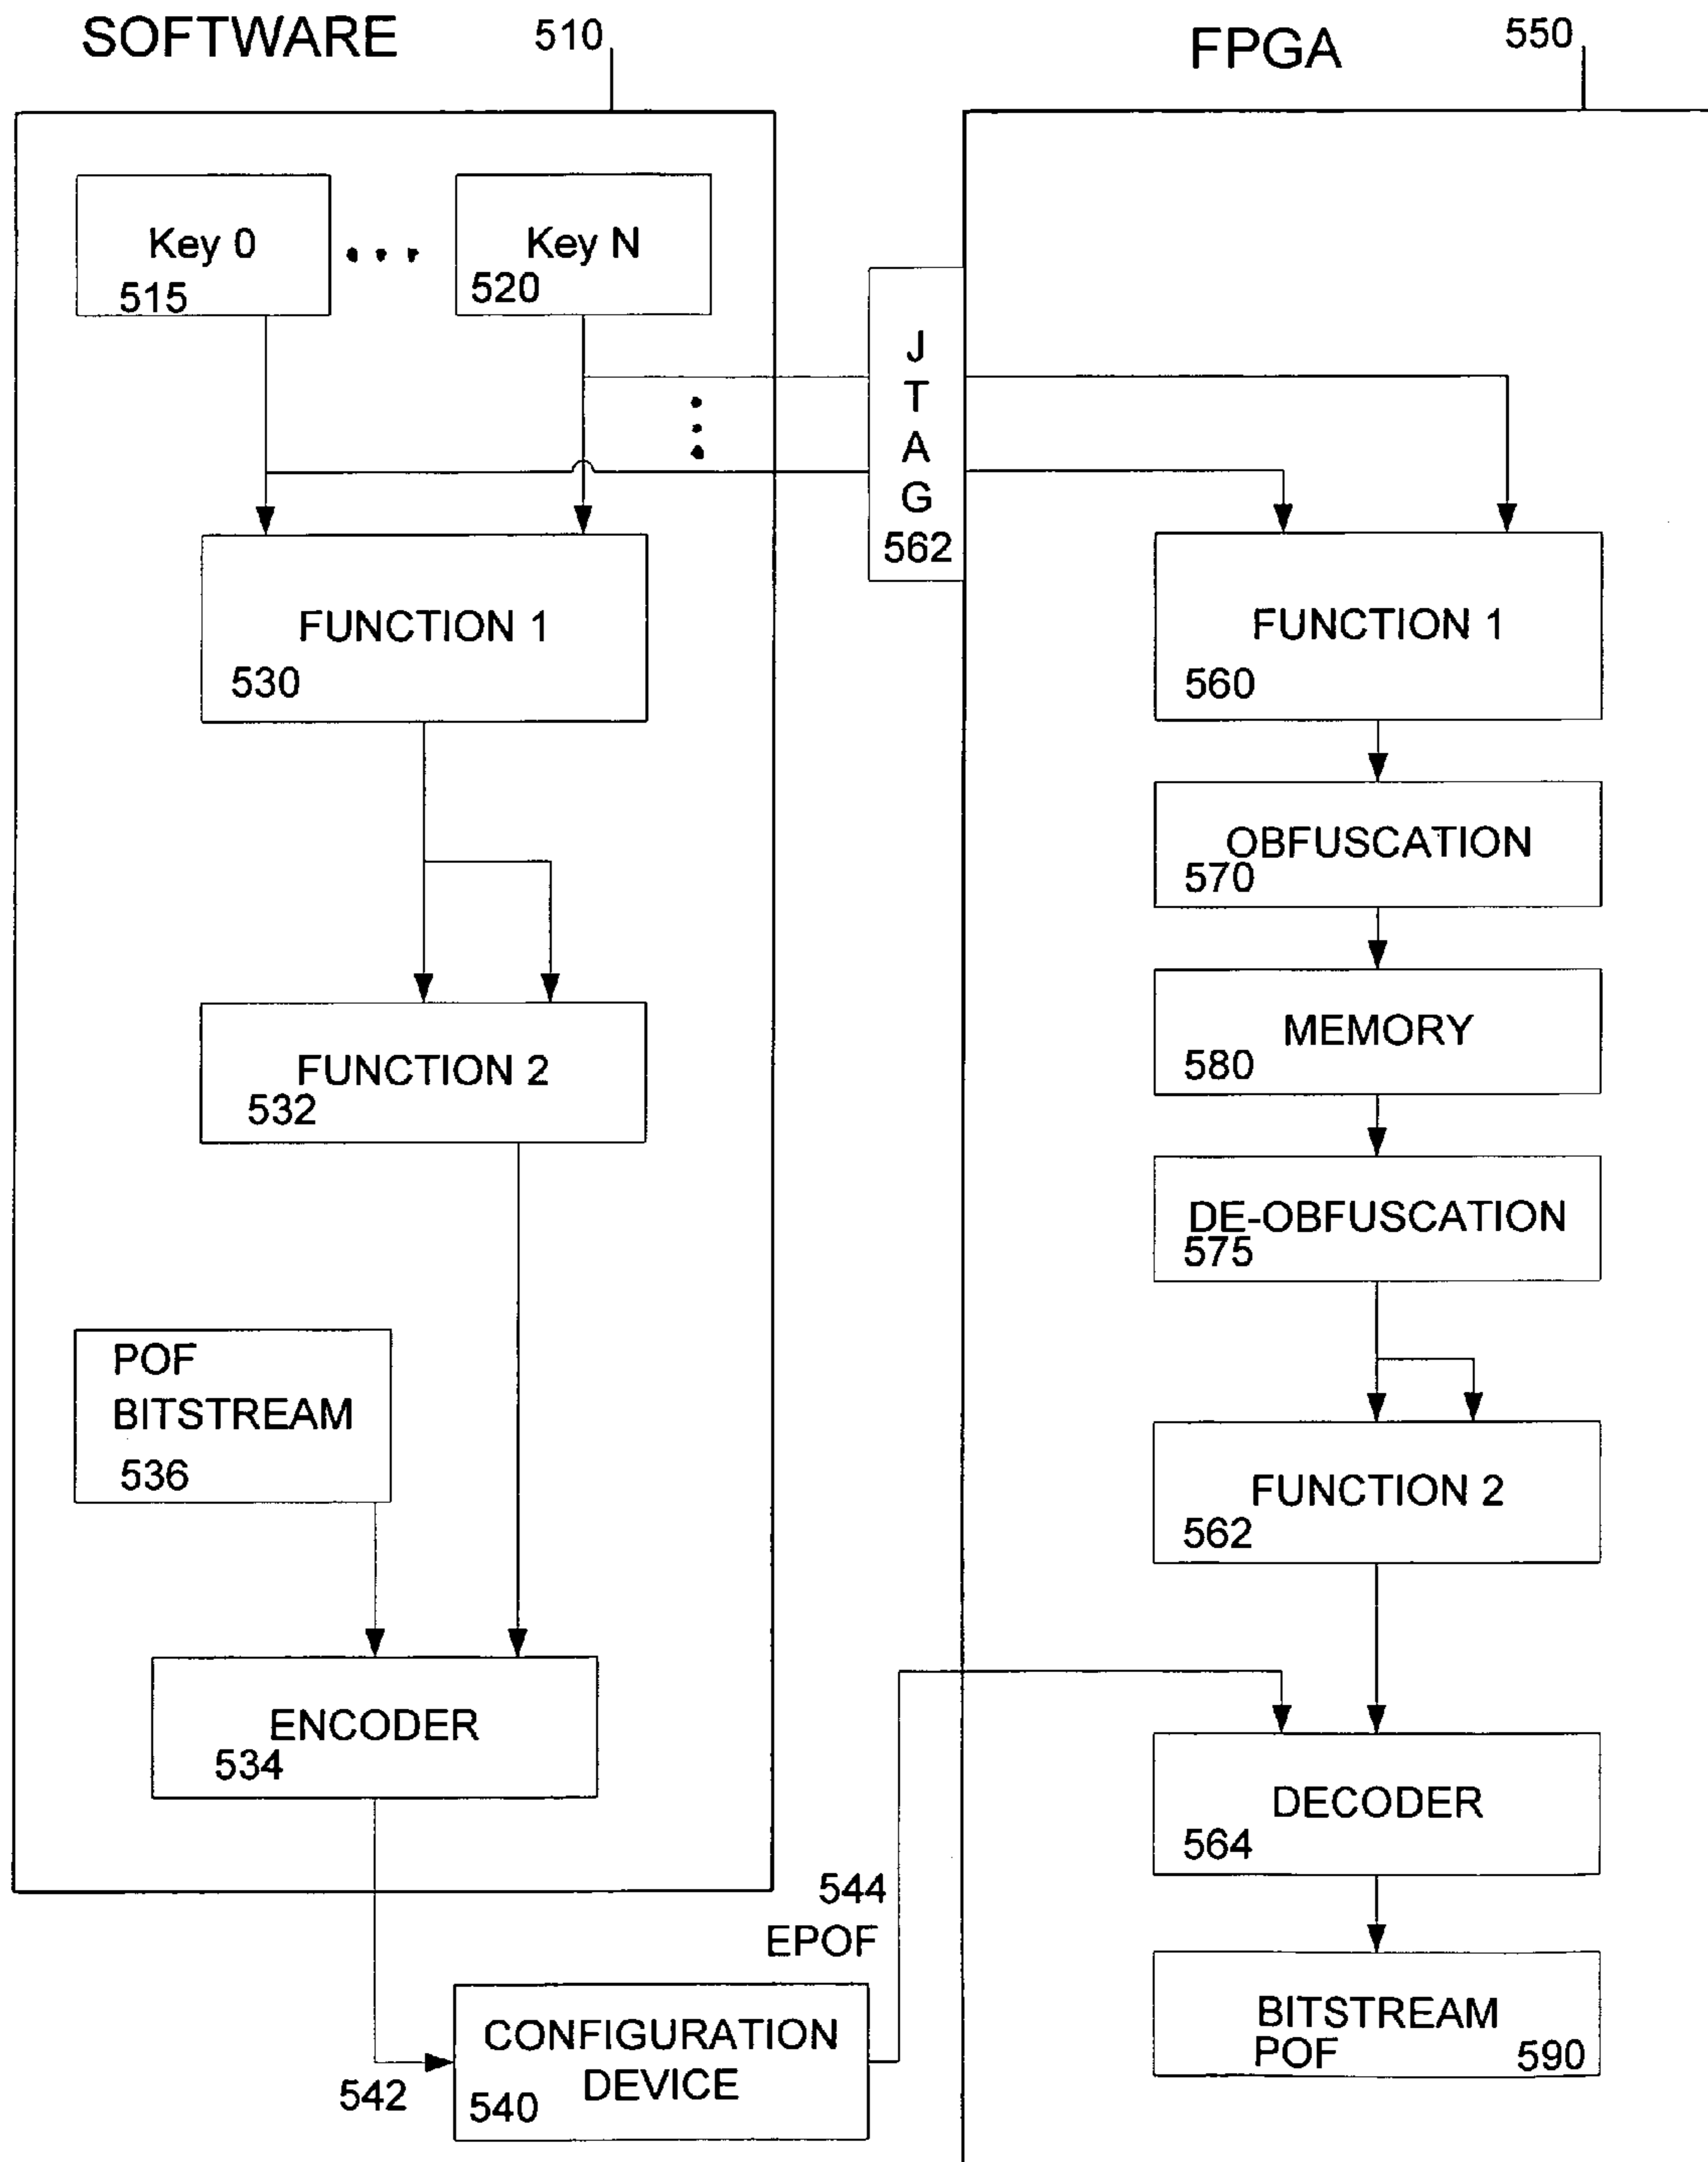 SOFTWARE
510
FPGA
550
Key 0
515
Key N
520
J
T
A
G
562
FUNCTION 1
530
FUNCTION 1
560
OBFUSCATION
570
MEMORY
580
FUNCTION 2
532
DE-OBFUSCATION
575
POF
BITSTREAM
536
FUNCTION 2
562
ENCODER
534
DECODER
564
544
EPOF
CONFIGURATION
DEVICE
540
542
BITSTREAM
POF
590